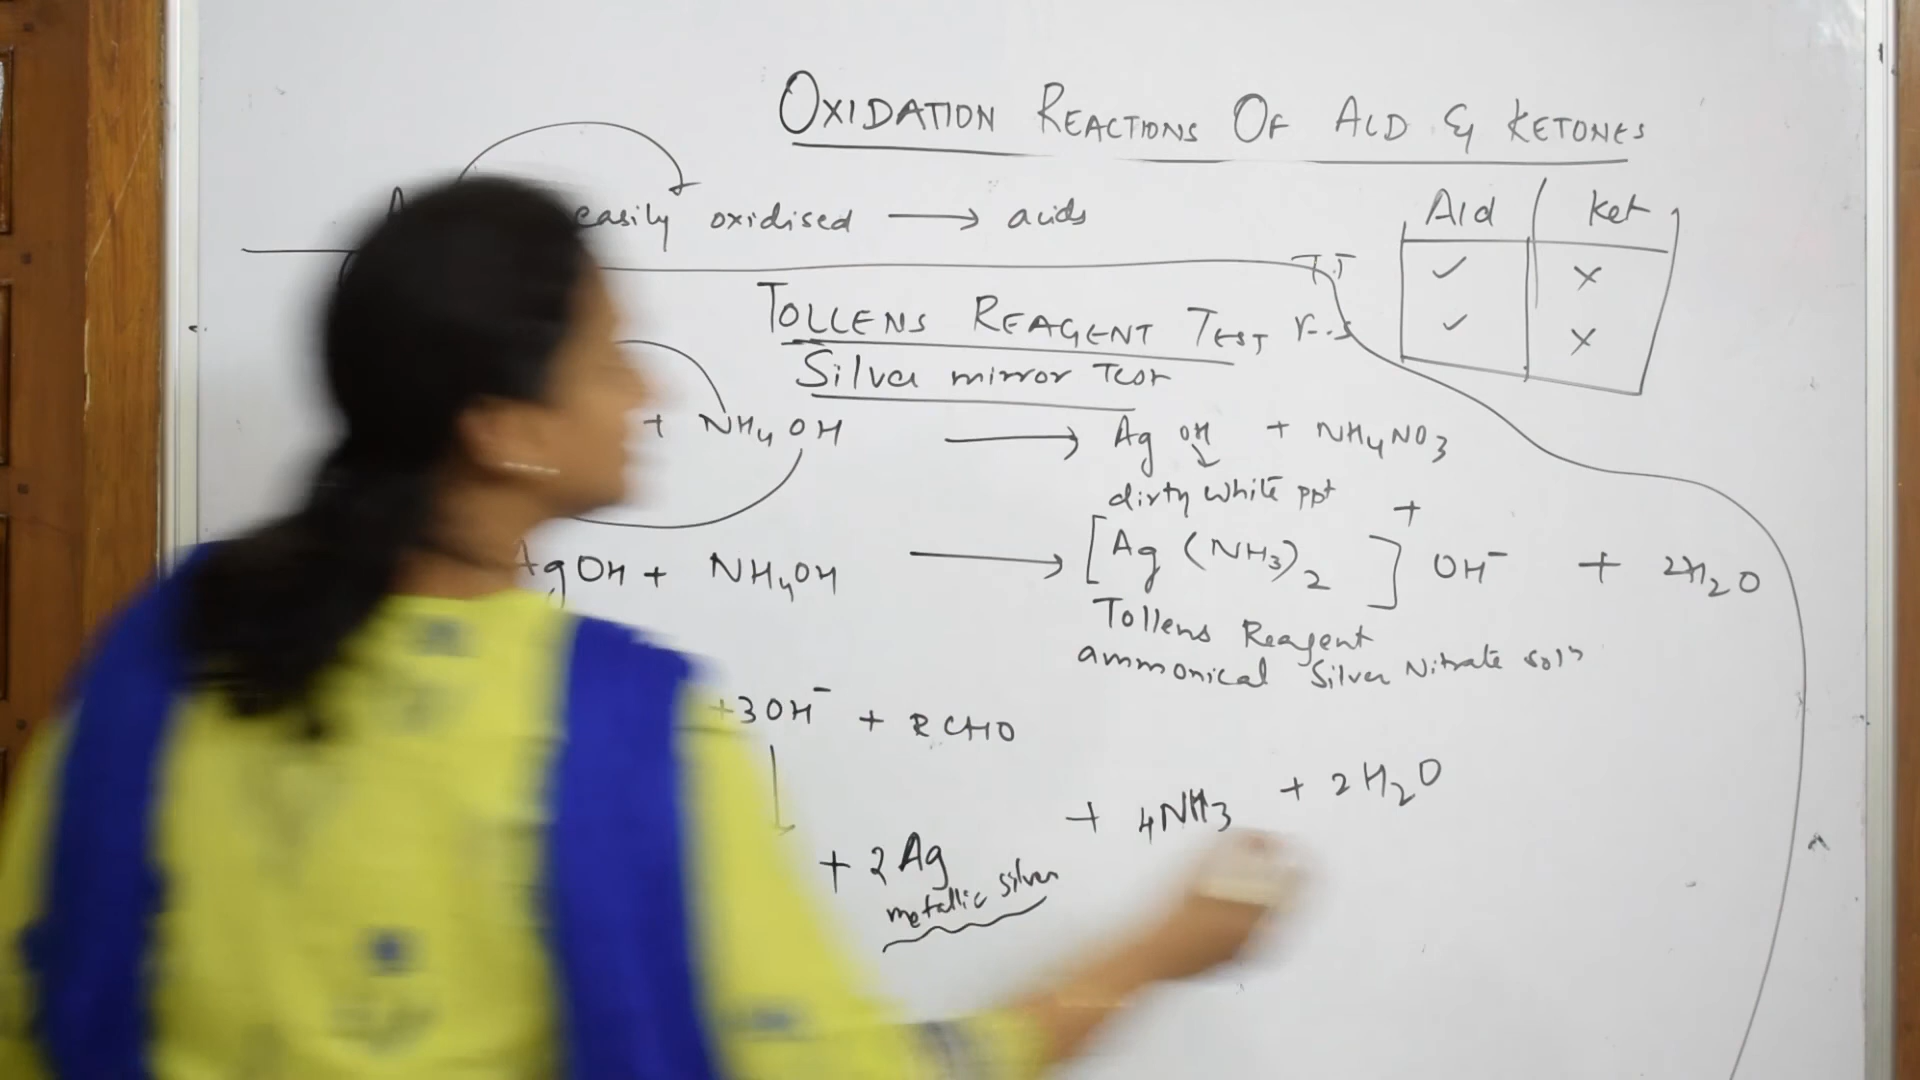 OXIDATION REACTIONS OF ALD & KETONES
easily oxidised ⟶ acids
Ald Ket
T.T ✓ ×
✓ ×
TOLLENS REAGENT TEST
Silver mirror Test
+ NH₄OH ⟶ AgOH + NH₄NO₃
dirty white ppt
AgOH + NH₄OH ⟶ [Ag(NH₃)₂]⁺ OH⁻ + 2H₂O
Tollens Reagent
ammonical Silver Nitrate soln
+3OH⁻ + RCHO
+ 2Ag + 4NH₃ + 2H₂O
metallic silver